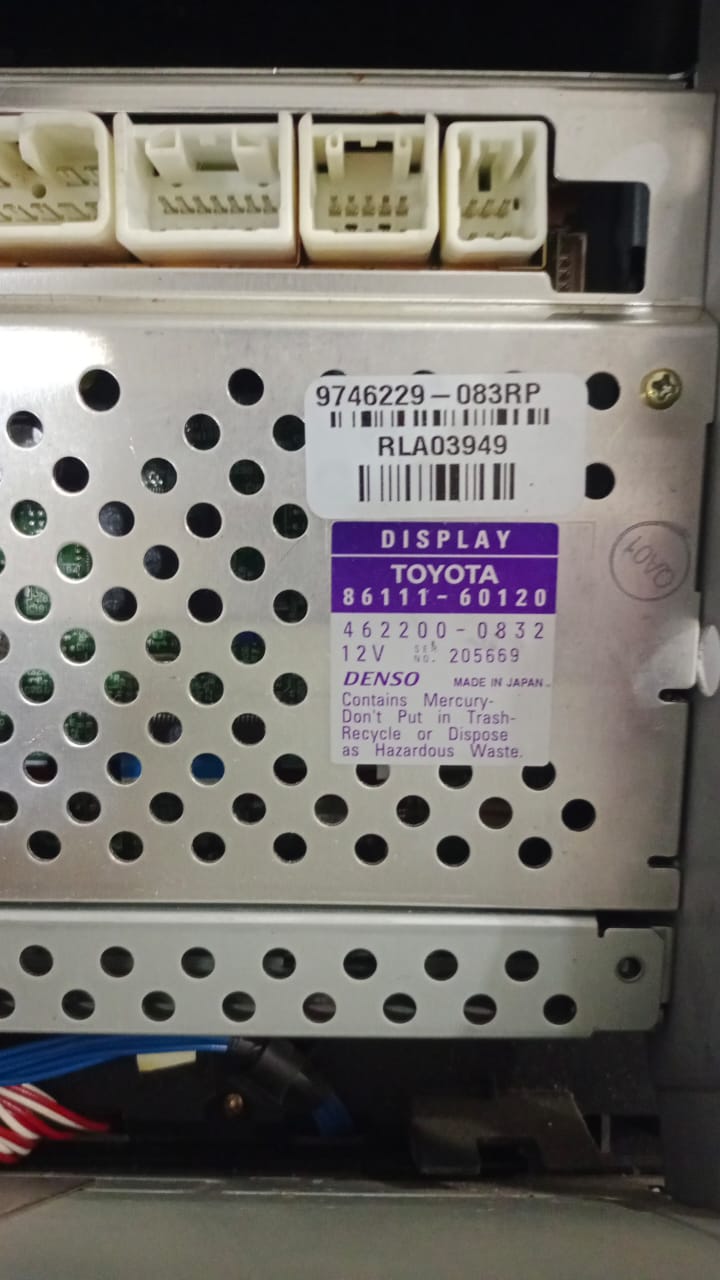 9746229-083RP
RLA03949
DISPLAY
TOYOTA
86111-60120
462200-0832
12V SER NO. 205669
DENSO MADE IN JAPAN
Contains Mercury-
Don't Put in Trash-
Recycle or Dispose
as Hazardous Waste.
QA01